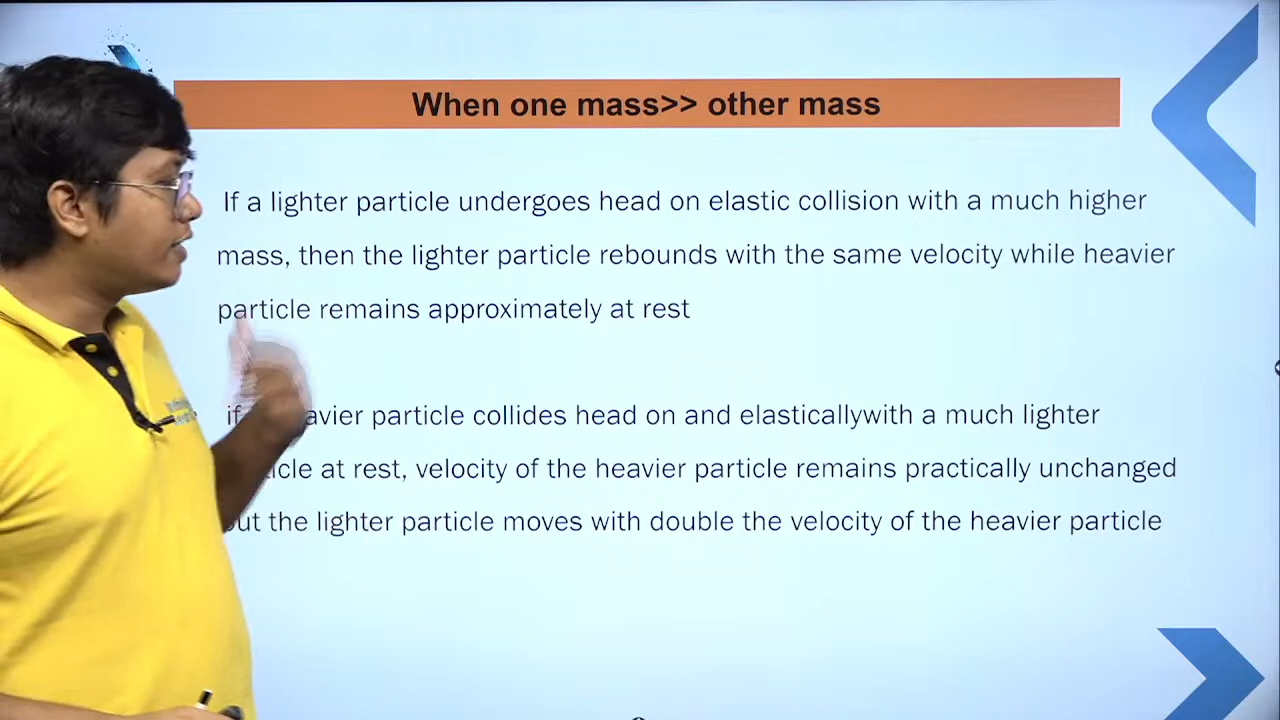 When one mass>> other mass
If a lighter particle undergoes head on elastic collision with a much higher
mass, then the lighter particle rebounds with the same velocity while heavier
particle remains approximately at rest
if avier particle collides head on and elasticallywith a much lighter
icle at rest, velocity of the heavier particle remains practically unchanged
but the lighter particle moves with double the velocity of the heavier particle